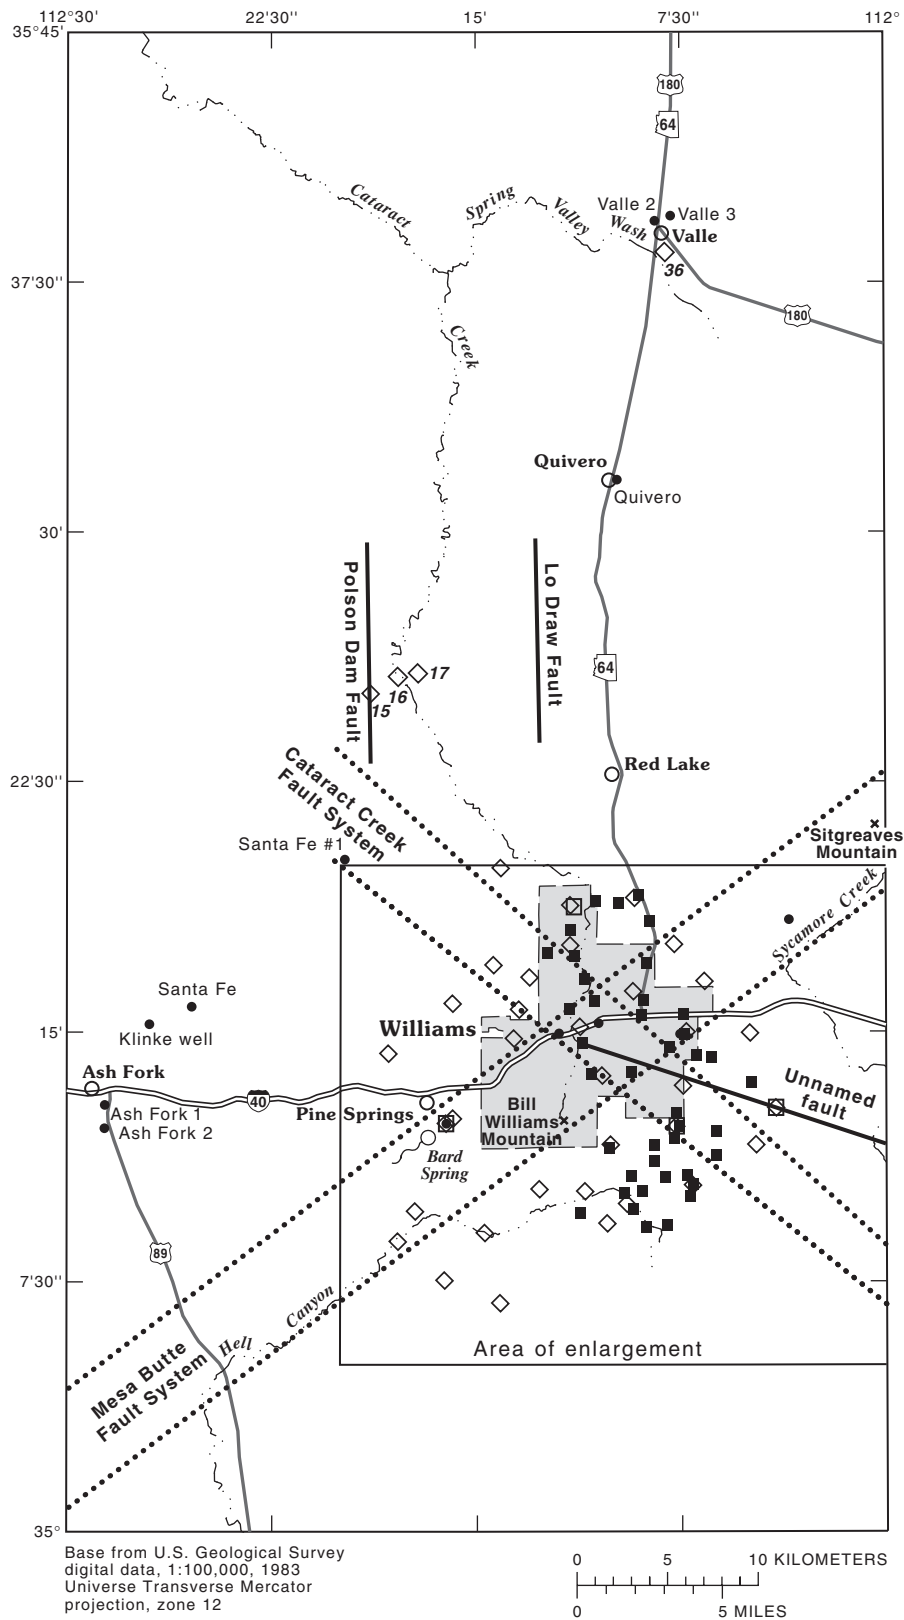 112°30' 22'30'' 15' 7'30'' 112°
35°45'
180
64
Cataract
Spring
Valley
Wash
Valle 2
Valle 3
Valle
36
37'30''
180
Creek
Quivero
Quivero
30'
Polson Dam Fault
Lo Draw Fault
64
17
16
15
Red Lake
22'30''
Cataract Creek
Fault System
Sitgreaves
Mountain
Santa Fe #1
Sycamore Creek
Santa Fe
Klinke well
Williams
15'
Ash Fork
40
Ash Fork 1
Ash Fork 2
Pine Springs
Bill
Williams
Mountain
Unnamed
fault
Bard
Spring
89
7'30''
Canyon
Hell
Area of enlargement
Mesa Butte
Fault System
35°
Base from U.S. Geological Survey
digital data, 1:100,000, 1983
Universe Transverse Mercator
projection, zone 12
0 5 10 KILOMETERS
0 5 MILES